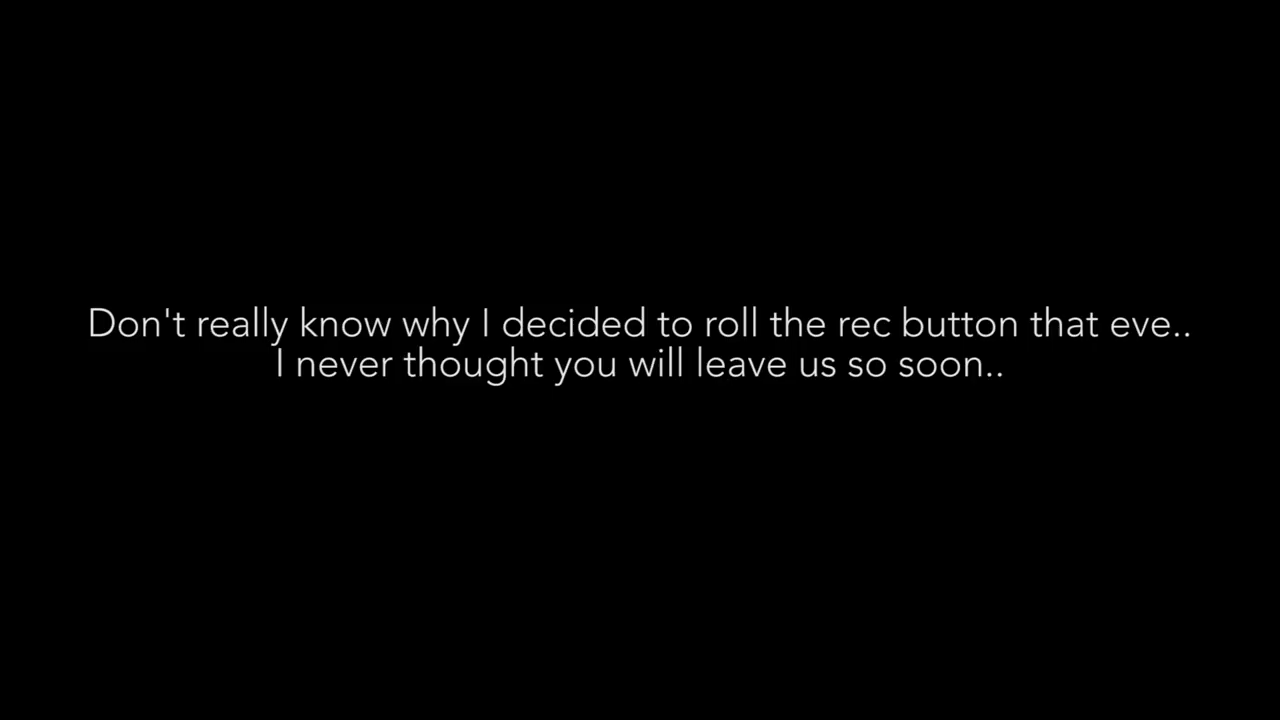 Don't really know why I decided to roll the rec button that eve..
I never thought you will leave us so soon..